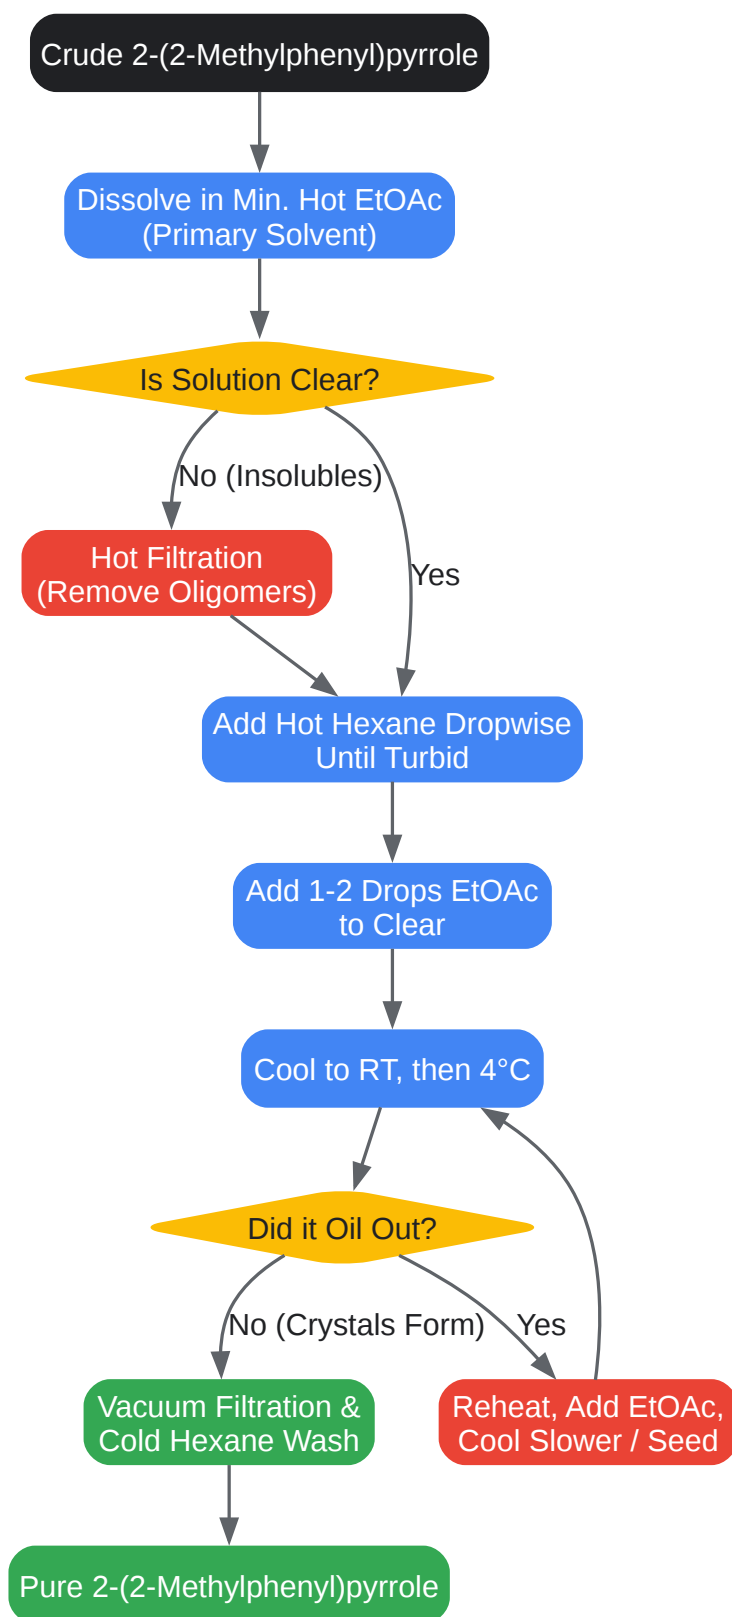 Crude 2-(2-Methylphenyl)pyrrole
Dissolve in Min. Hot EtOAc
(Primary Solvent)
Is Solution Clear?
No (Insolubles)
Hot Filtration
(Remove Oligomers)
Yes
Add Hot Hexane Dropwise
Until Turbid
Add 1-2 Drops EtOAc
to Clear
Cool to RT, then 4°C
Did it Oil Out?
No (Crystals Form)
Yes
Vacuum Filtration &
Cold Hexane Wash
Reheat, Add EtOAc,
Cool Slower / Seed
Pure 2-(2-Methylphenyl)pyrrole